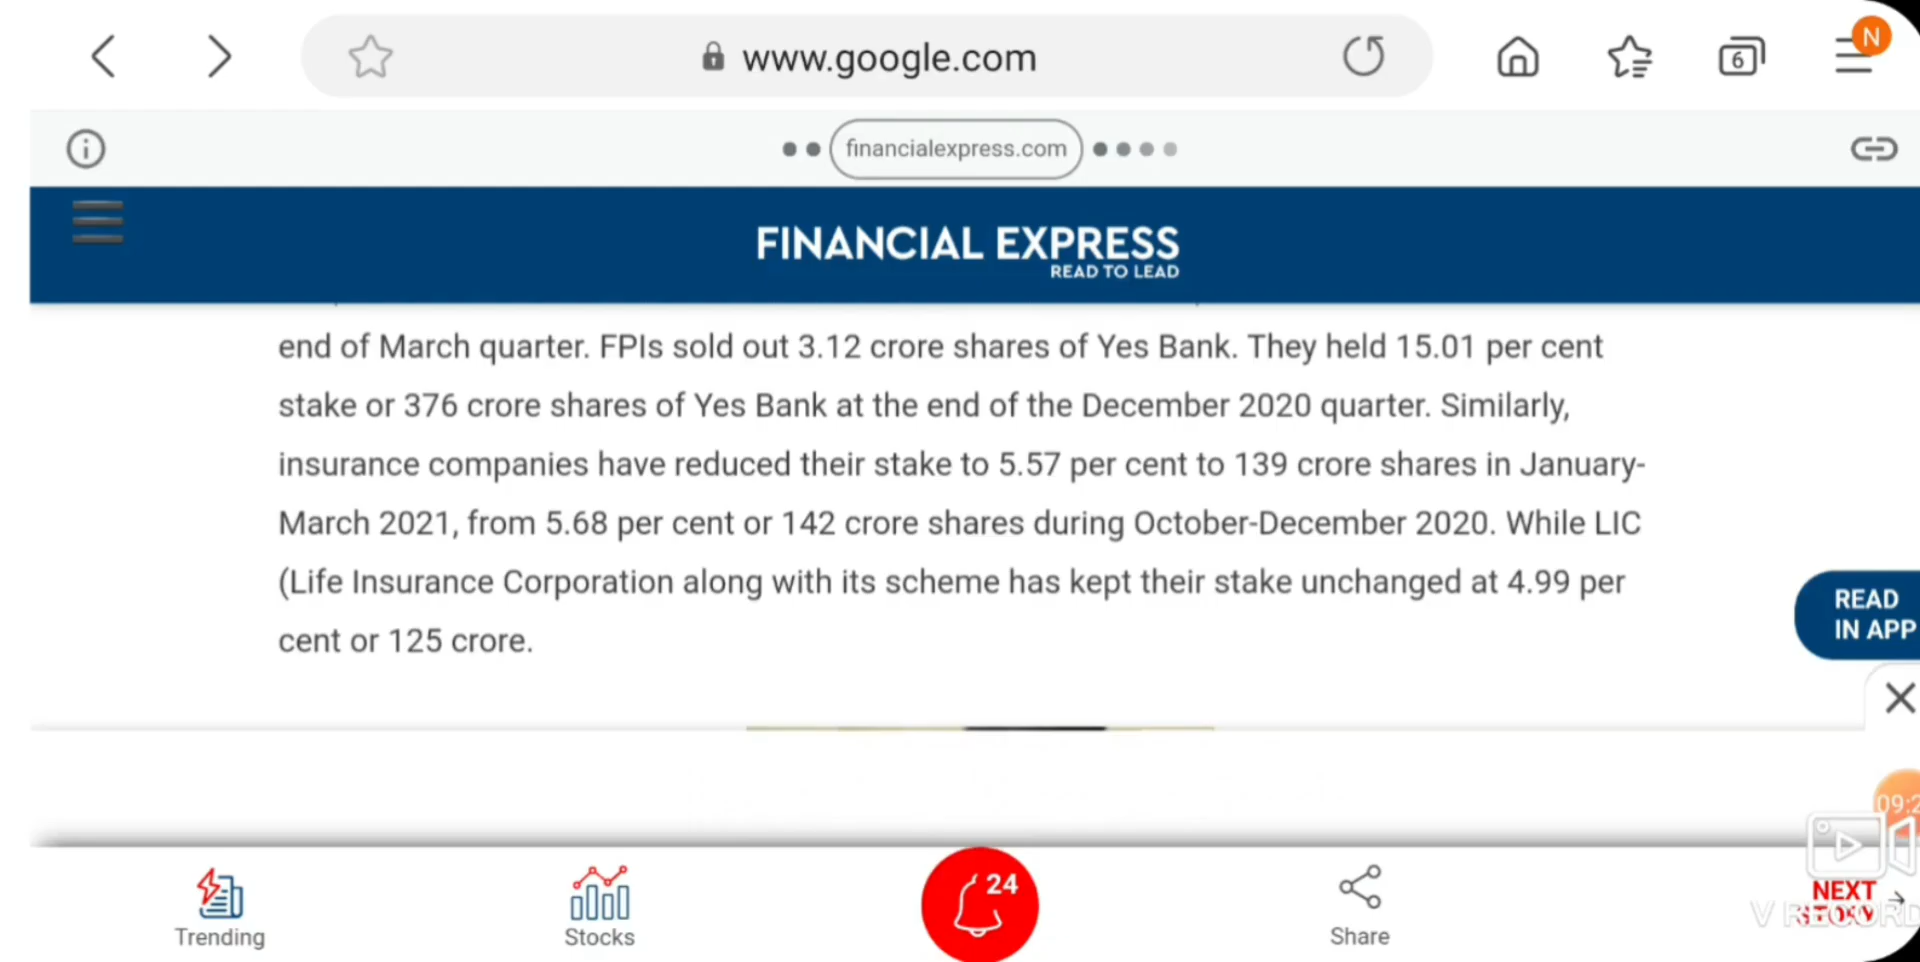 www.google.com
6
N
financialexpress.com
FINANCIAL EXPRESS
READ TO LEAD
end of March quarter. FPIs sold out 3.12 crore shares of Yes Bank. They held 15.01 per cent
stake or 376 crore shares of Yes Bank at the end of the December 2020 quarter. Similarly,
insurance companies have reduced their stake to 5.57 per cent to 139 crore shares in January-
March 2021, from 5.68 per cent or 142 crore shares during October-December 2020. While LIC
(Life Insurance Corporation along with its scheme has kept their stake unchanged at 4.99 per
cent or 125 crore.
READ
IN APP
24
Trending
Stocks
Share
NEXT
STORY
V RECORD